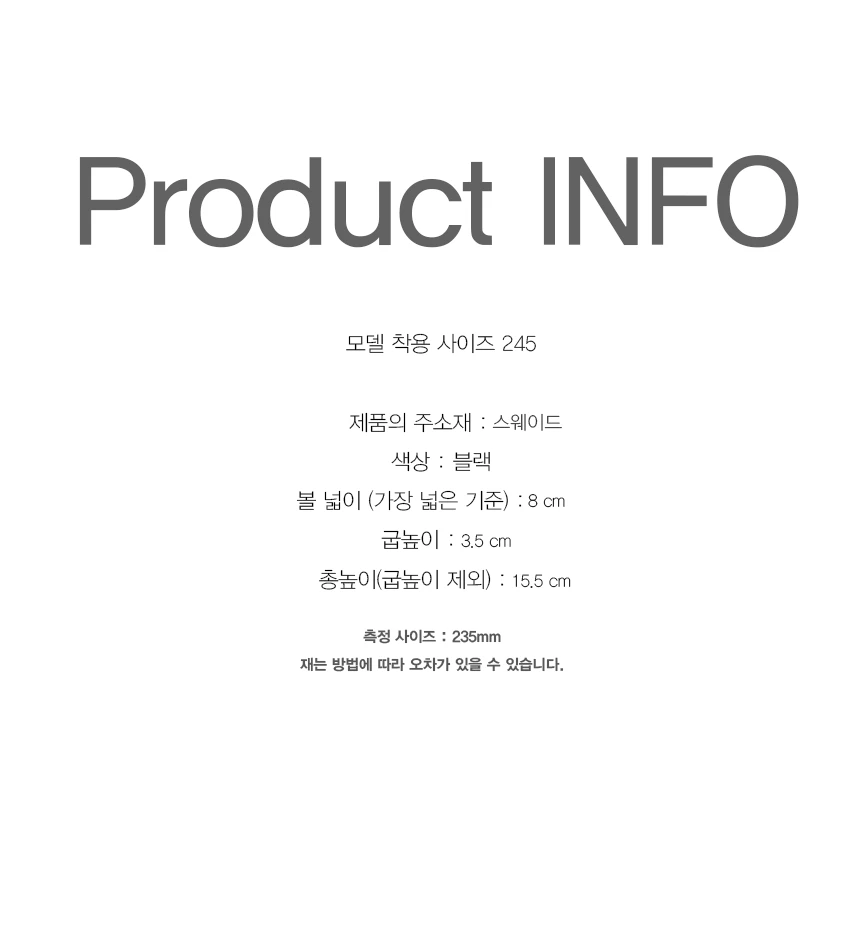 Product INFO
모델 착용 사이즈 245
제품의 주소재 : 스웨이드
색상 : 블랙
볼 넓이 (가장 넓은 기준) : 8 cm
굽높이 : 3.5 cm
총높이(굽높이 제외) : 15.5 cm
측정 사이즈 : 235mm
재는 방법에 따라 오차가 있을 수 있습니다.